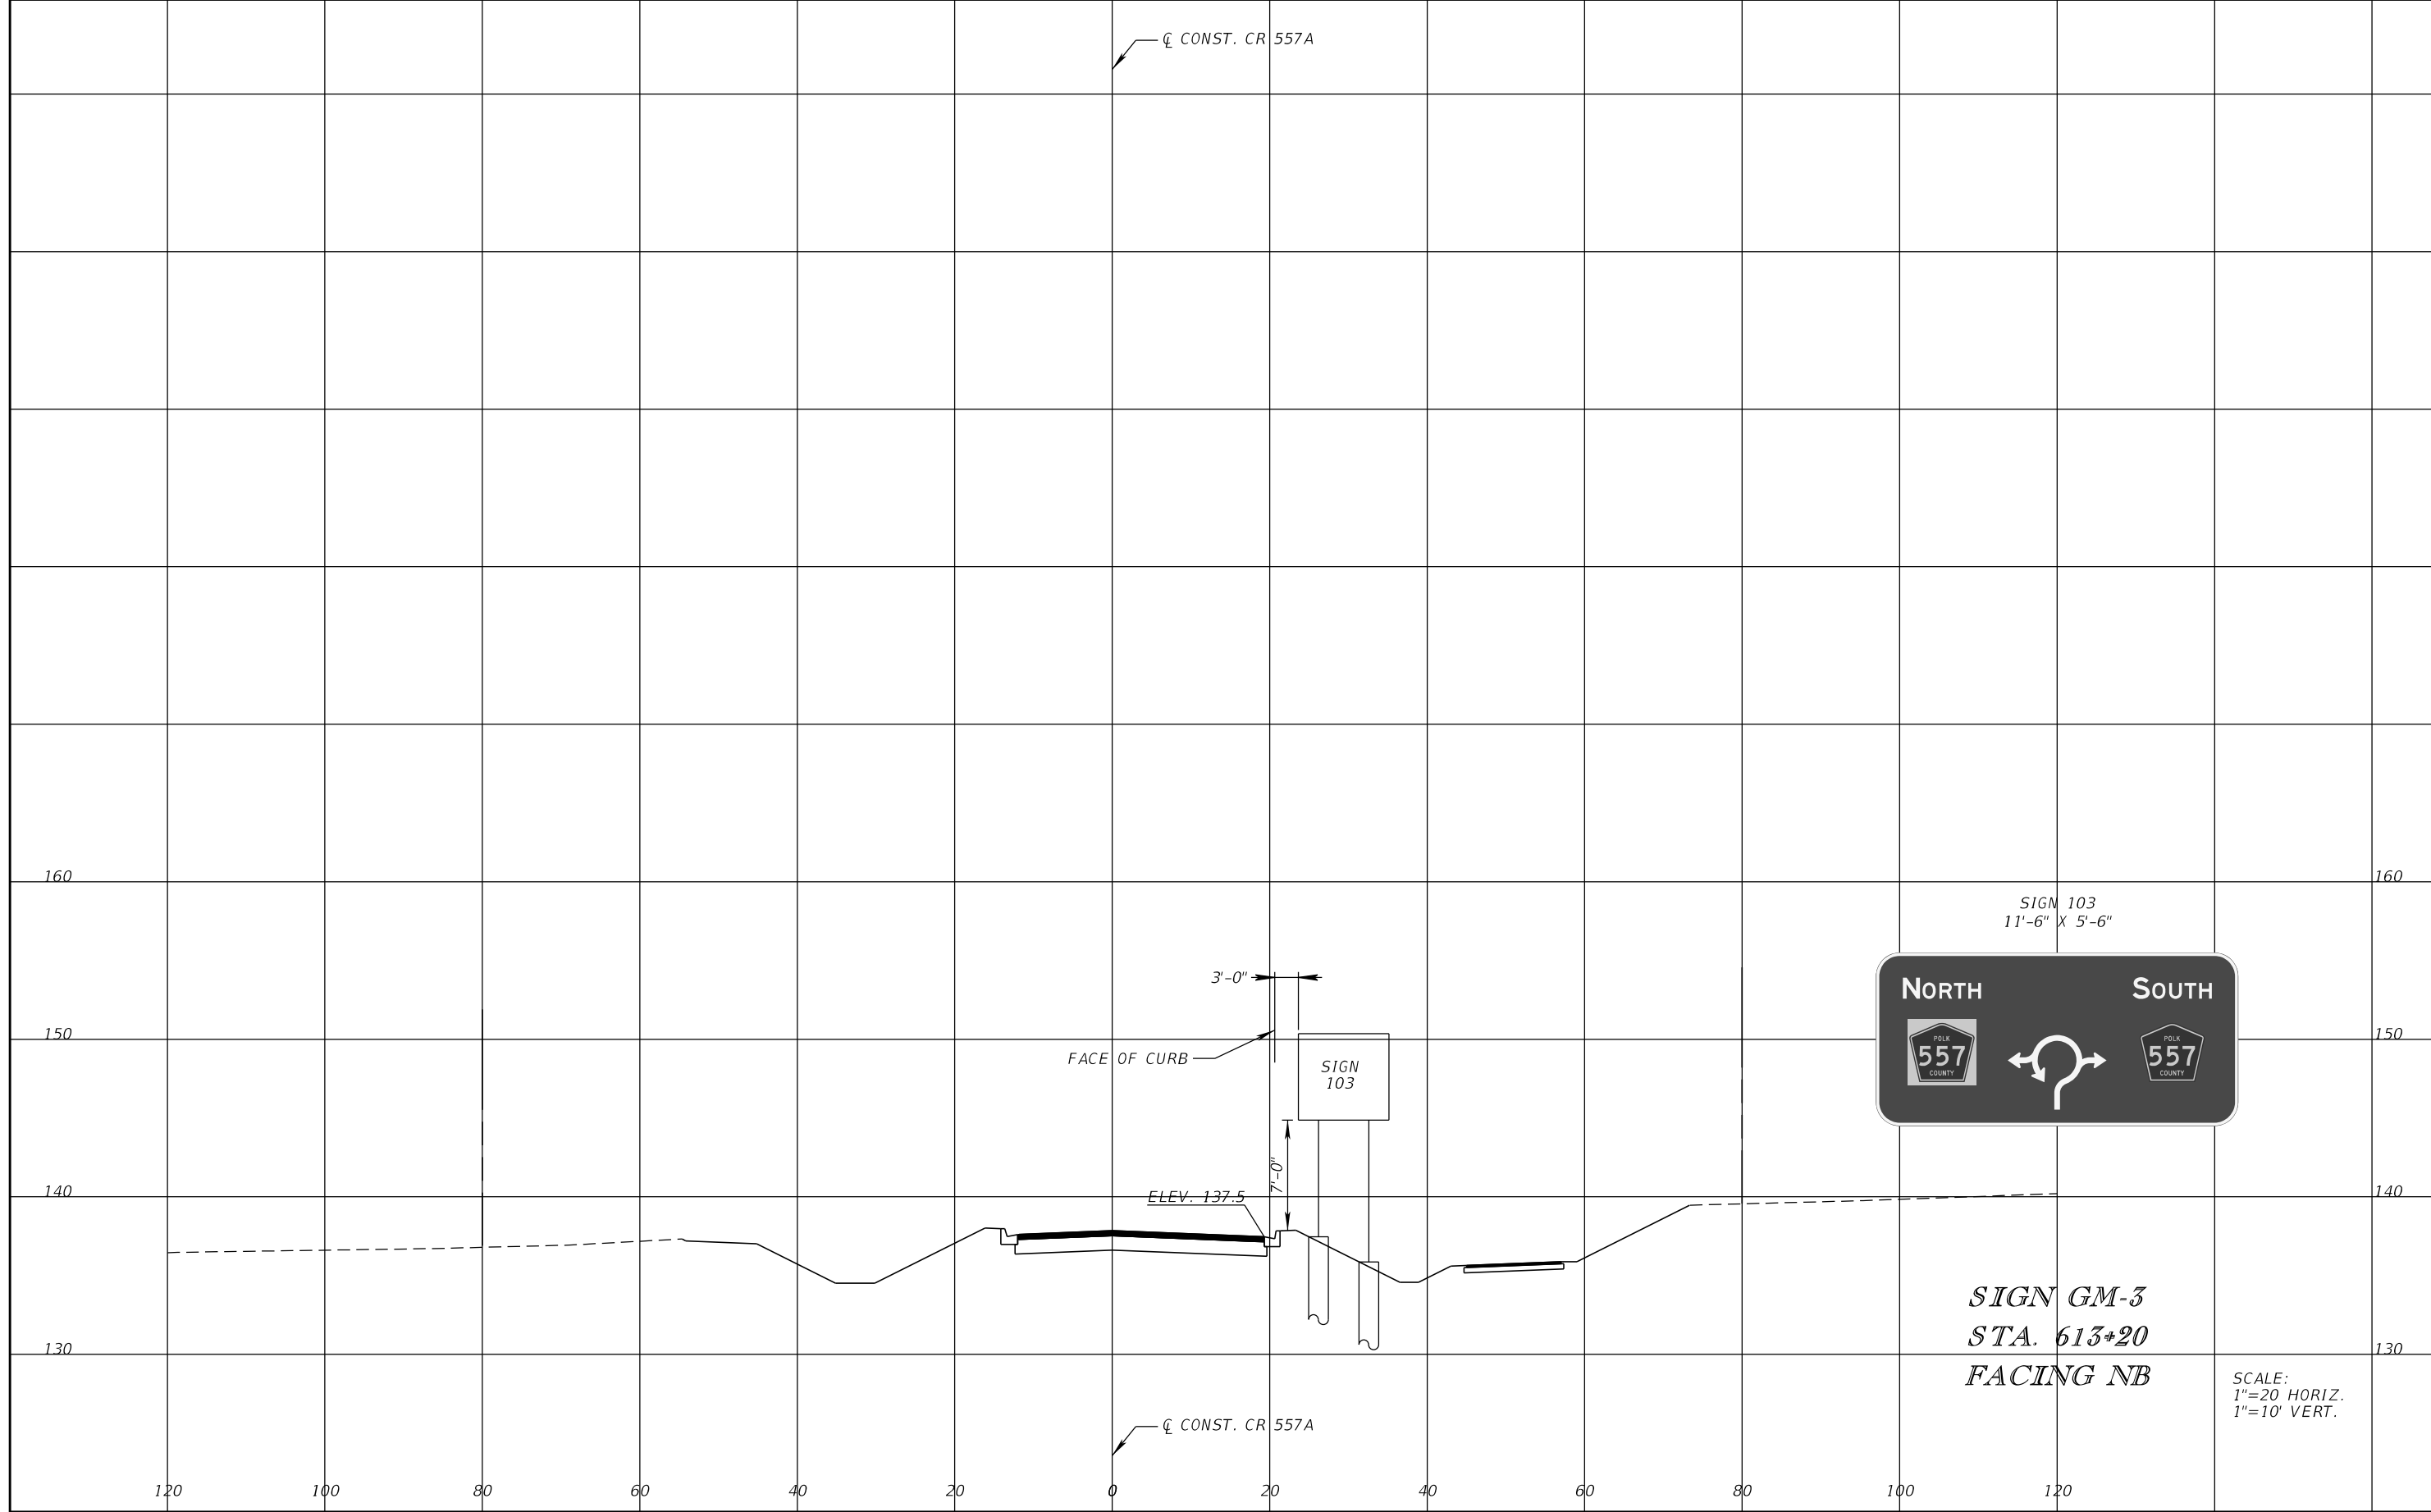 ℄ CONST. CR 557A
160 160
SIGN 103
11'-6" X 5'-6"
3'-0"
NORTH SOUTH
150 150
FACE OF CURB
SIGN
103
POLK
557
COUNTY
POLK
557
COUNTY
7'-0"
140 140
ELEV. 137.5
SIGN GM-3
STA. 613+20
130 130
FACING NB
SCALE:
1"=20 HORIZ.
1"=10' VERT.
℄ CONST. CR 557A
120 100 80 60 40 20 0 20 40 60 80 100 120